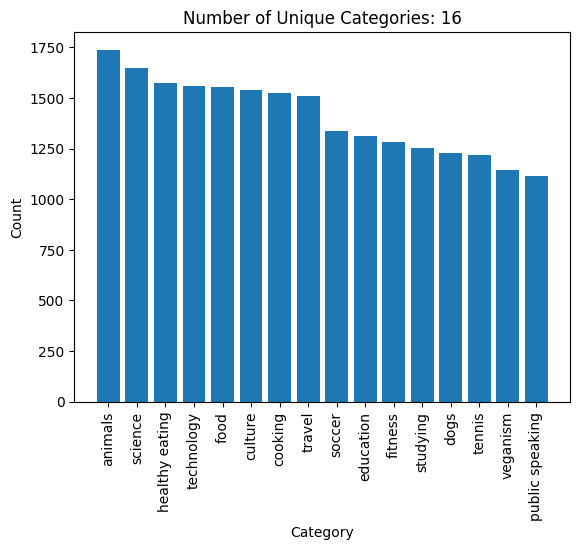 Number of Unique Categories: 16
Count
1750
1500
1250
1000
750
500
250
0
animals
science
healthy eating
technology
food
culture
cooking
travel
soccer
education
fitness
studying
dogs
tennis
veganism
public speaking
Category